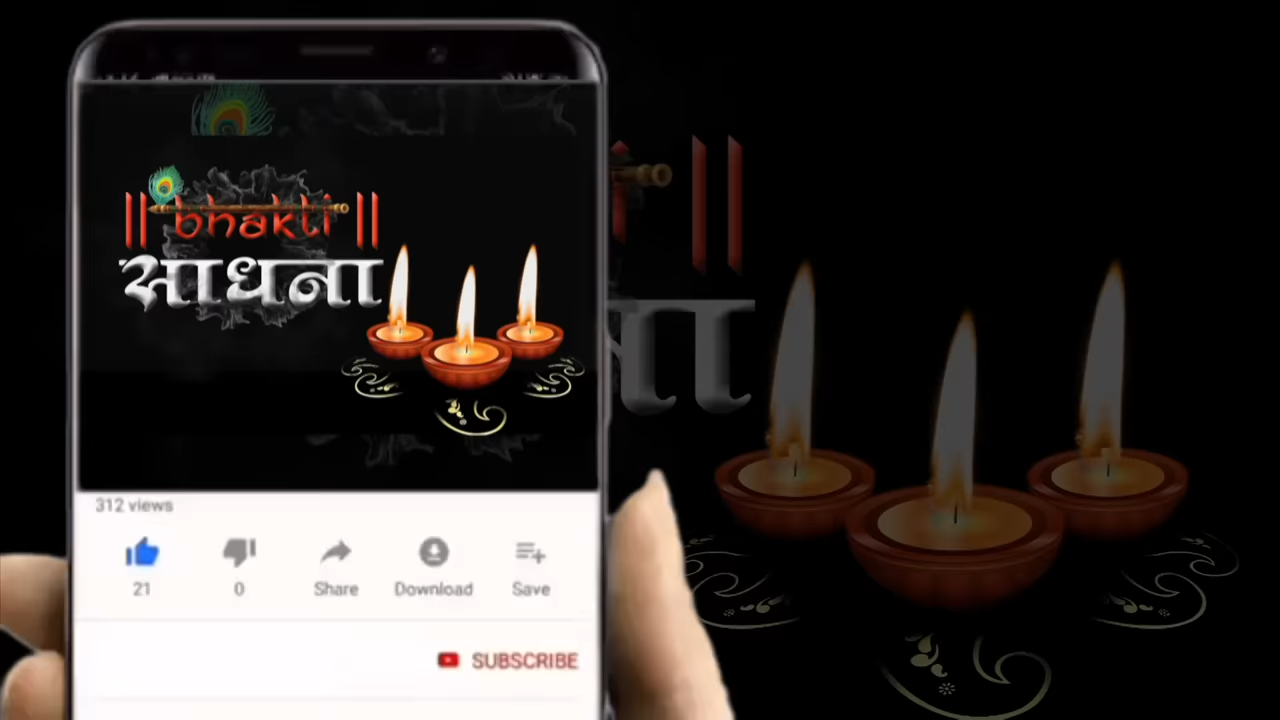 || bhakti ||
साधना
312 views
21
0
Share
Download
Save
SUBSCRIBE